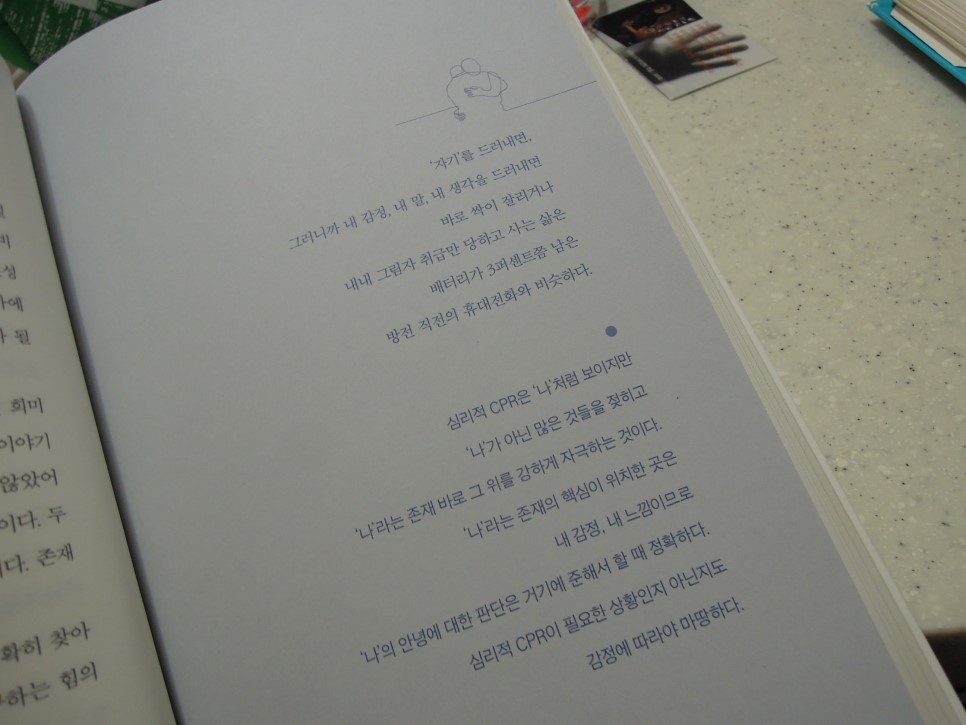 희미
이야기
않았어
이다. 두
존재
확히 찾아
하는 힘의
'자기'를 드러내면,
그러니까 내 감정, 내 말, 내 생각을 드러내면
바로 싹이 잘리거나
내내 그림자 취급만 당하고 사는 삶은
배터리가 3퍼센트쯤 남은
방전 직전의 휴대전화와 비슷하다.
심리적 CPR은 '나'처럼 보이지만
'나'가 아닌 많은 것들을 젖히고
'나'라는 존재 바로 그 위를 강하게 자극하는 것이다.
'나'라는 존재의 핵심이 위치한 곳은
내 감정, 내 느낌이므로
'나'의 안녕에 대한 판단은 거기에 준해서 할 때 정확하다.
심리적 CPR이 필요한 상황인지 아닌지도
감정에 따라야 마땅하다.